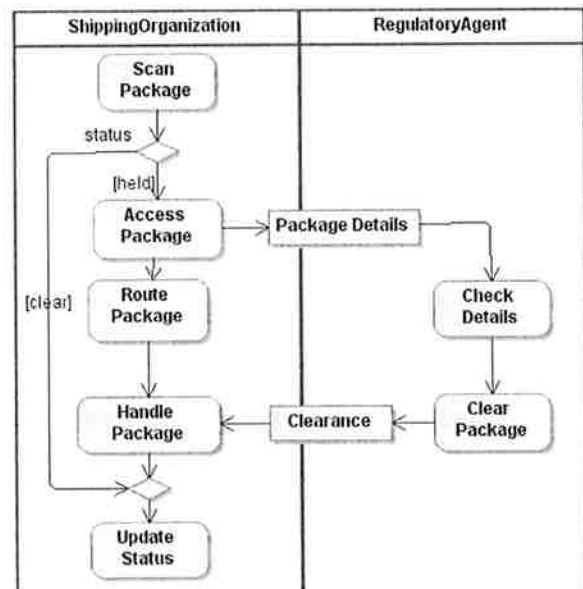 ShippingOrganization
RegulatoryAgent
Scan
Package
status
[held]
Access
Package
Package Details
Route
Package
[clear]
Check
Details
Handle
Package
Clearance
Clear
Package
Update
Status